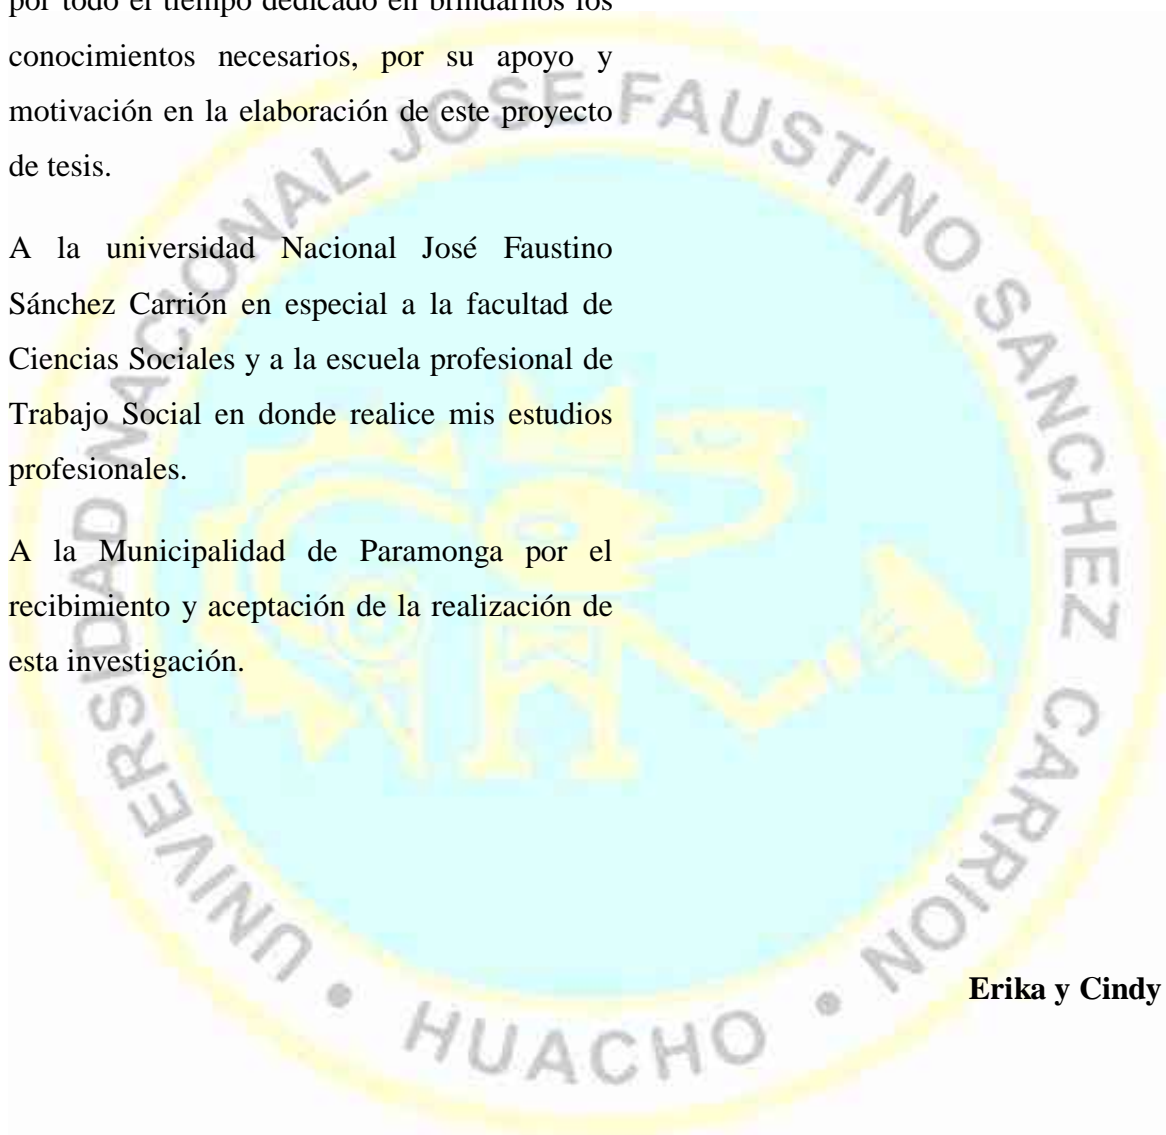 por todo el tiempo dedicado en brindarnos los
conocimientos necesarios, por su apoyo y
motivación en la elaboración de este proyecto
de tesis.
A la universidad Nacional José Faustino
Sánchez Carrión en especial a la facultad de
Ciencias Sociales y a la escuela profesional de
Trabajo Social en donde realice mis estudios
profesionales.
A la Municipalidad de Paramonga por el
recibimiento y aceptación de la realización de
esta investigación.
Erika y Cindy
UNIVERSIDAD NACIONAL JOSE FAUSTINO SANCHEZ CARRION
• HUACHO •